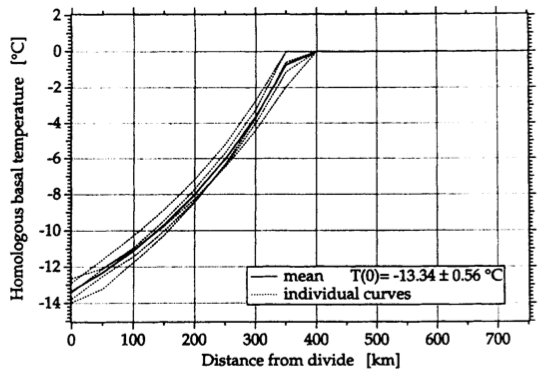 2
0
-2
-4
-6
-8
-10
-12
-14
Homologous basal temperature [°C]
mean T(0)= -13.34 ± 0.56 °C
individual curves
0 100 200 300 400 500 600 700
Distance from divide [km]